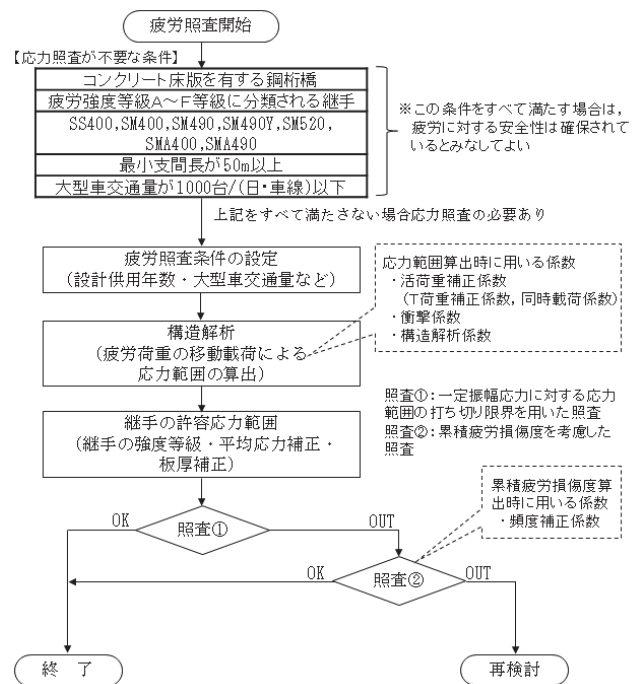 疲労照査開始
【応力照査が不要な条件】
コンクリート床版を有する鋼桁橋
疲労強度等級A～F等級に分類される継手
SS400,SM400,SM490,SM490Y,SM520,
SMA400,SMA490
最小支間長が50m以上
大型車交通量が1000台/(日・車線)以下
※この条件をすべて満たす場合は,
疲労に対する安全性は確保されて
いるとみなしてよい
上記をすべて満たさない場合応力照査の必要あり
疲労照査条件の設定
(設計供用年数・大型車交通量など)
応力範囲算出時に用いる係数
・活荷重補正係数
(T荷重補正係数,同時載荷係数)
・衝撃係数
・構造解析係数
構造解析
(疲労荷重の移動載荷による
応力範囲の算出)
照査①：一定振幅応力に対する応力
範囲の打ち切り限界を用いた照査
照査②：累積疲労損傷度を考慮した
照査
継手の許容応力範囲
(継手の強度等級・平均応力補正・
板厚補正)
累積疲労損傷度算
出時に用いる係数
・頻度補正係数
OK
照査①
OUT
OK
照査②
OUT
終 了
再検討